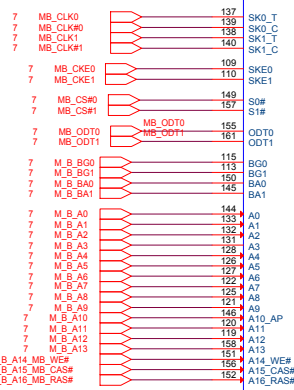 7 MB_CLK0 137 SK0_T
7 MB_CLK#0 139 SK0_C
7 MB_CLK1 138 SK1_T
7 MB_CLK#1 140 SK1_C
7 MB_CKE0 109 SKE0
7 MB_CKE1 110 SKE1
7 MB_CS#0 149 S0#
7 MB_CS#1 157 S1#
MB_ODT0
7 MB_ODT0 MB_ODT1 155 ODT0
7 MB_ODT1 161 ODT1
7 M_B_BG0 115 BG0
7 M_B_BG1 113 BG1
7 M_B_BA0 150 BA0
7 M_B_BA1 145 BA1
7 M_B_A0 144 A0
7 M_B_A1 133 A1
7 M_B_A2 132 A2
7 M_B_A3 131 A3
7 M_B_A4 128 A4
7 M_B_A5 126 A5
7 M_B_A6 127 A6
7 M_B_A7 122 A7
7 M_B_A8 125 A8
7 M_B_A9 121 A9
7 M_B_A10 146 A10_AP
7 M_B_A11 120 A11
7 M_B_A12 119 A12
7 M_B_A13 158 A13
B_A14_MB_WE# 151 A14_WE#
B_A15_MB_CAS# 156 A15_CAS#
B_A16_MB_RAS# 152 A16_RAS#